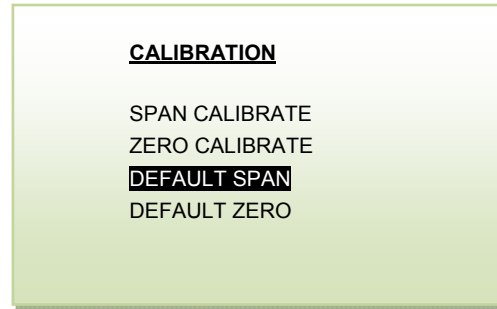 CALIBRATION
SPAN CALIBRATE
ZERO CALIBRATE
DEFAULT SPAN
DEFAULT ZERO